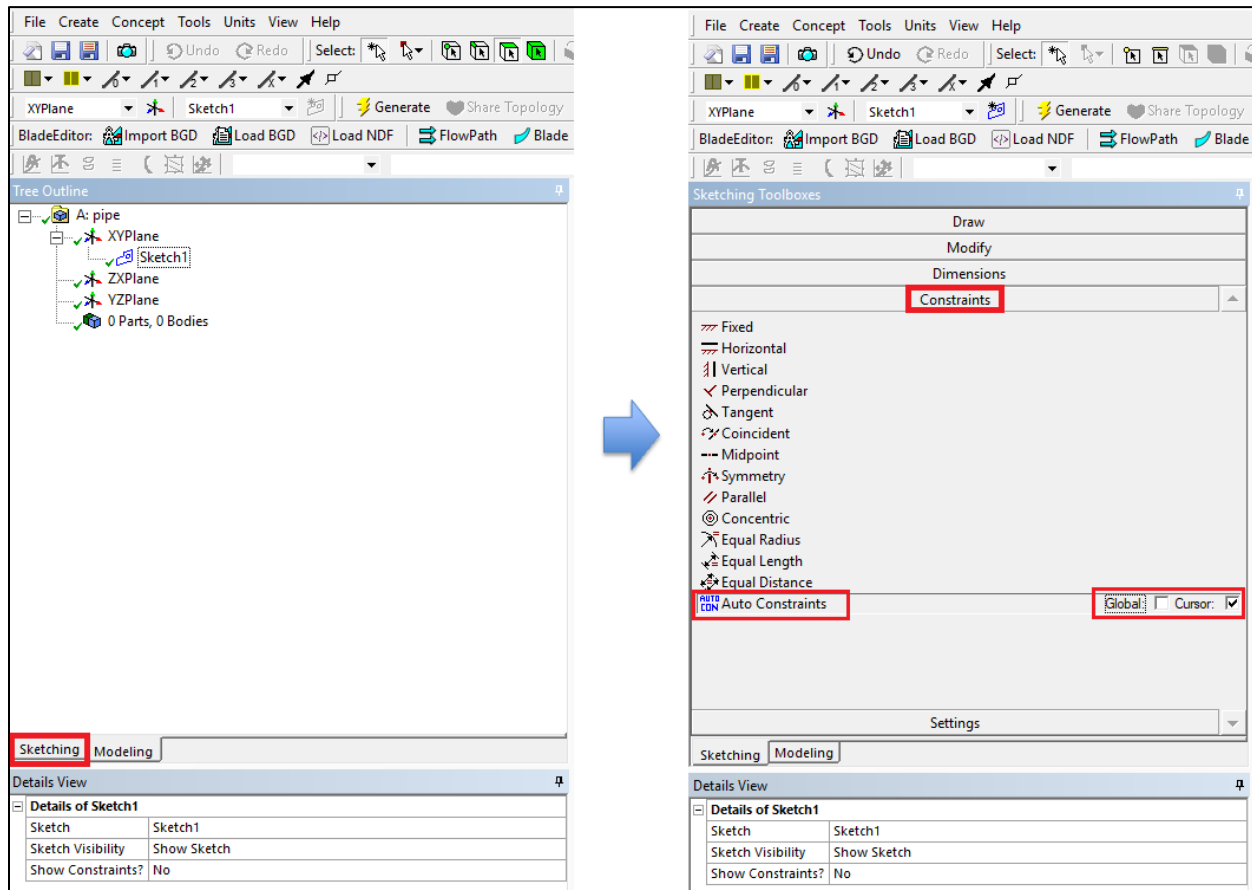 File Create Concept Tools Units View Help
Undo Redo Select:
XYPlane Sketch1 Generate Share Topology
BladeEditor: Import BGD Load BGD Load NDF FlowPath Blade
Tree Outline
A: pipe
XYPlane
Sketch1
ZXPlane
YZPlane
0 Parts, 0 Bodies
Sketching Modeling
Details View
Details of Sketch1
Sketch Sketch1
Sketch Visibility Show Sketch
Show Constraints? No
File Create Concept Tools Units View Help
Undo Redo Select:
XYPlane Sketch1 Generate Share Topology
BladeEditor: Import BGD Load BGD Load NDF FlowPath Blade
Sketching Toolboxes
Draw
Modify
Dimensions
Constraints
Fixed
Horizontal
Vertical
Perpendicular
Tangent
Coincident
Midpoint
Symmetry
Parallel
Concentric
Equal Radius
Equal Length
Equal Distance
AUTO CON Auto Constraints Global: Cursor:
Settings
Sketching Modeling
Details View
Details of Sketch1
Sketch Sketch1
Sketch Visibility Show Sketch
Show Constraints? No